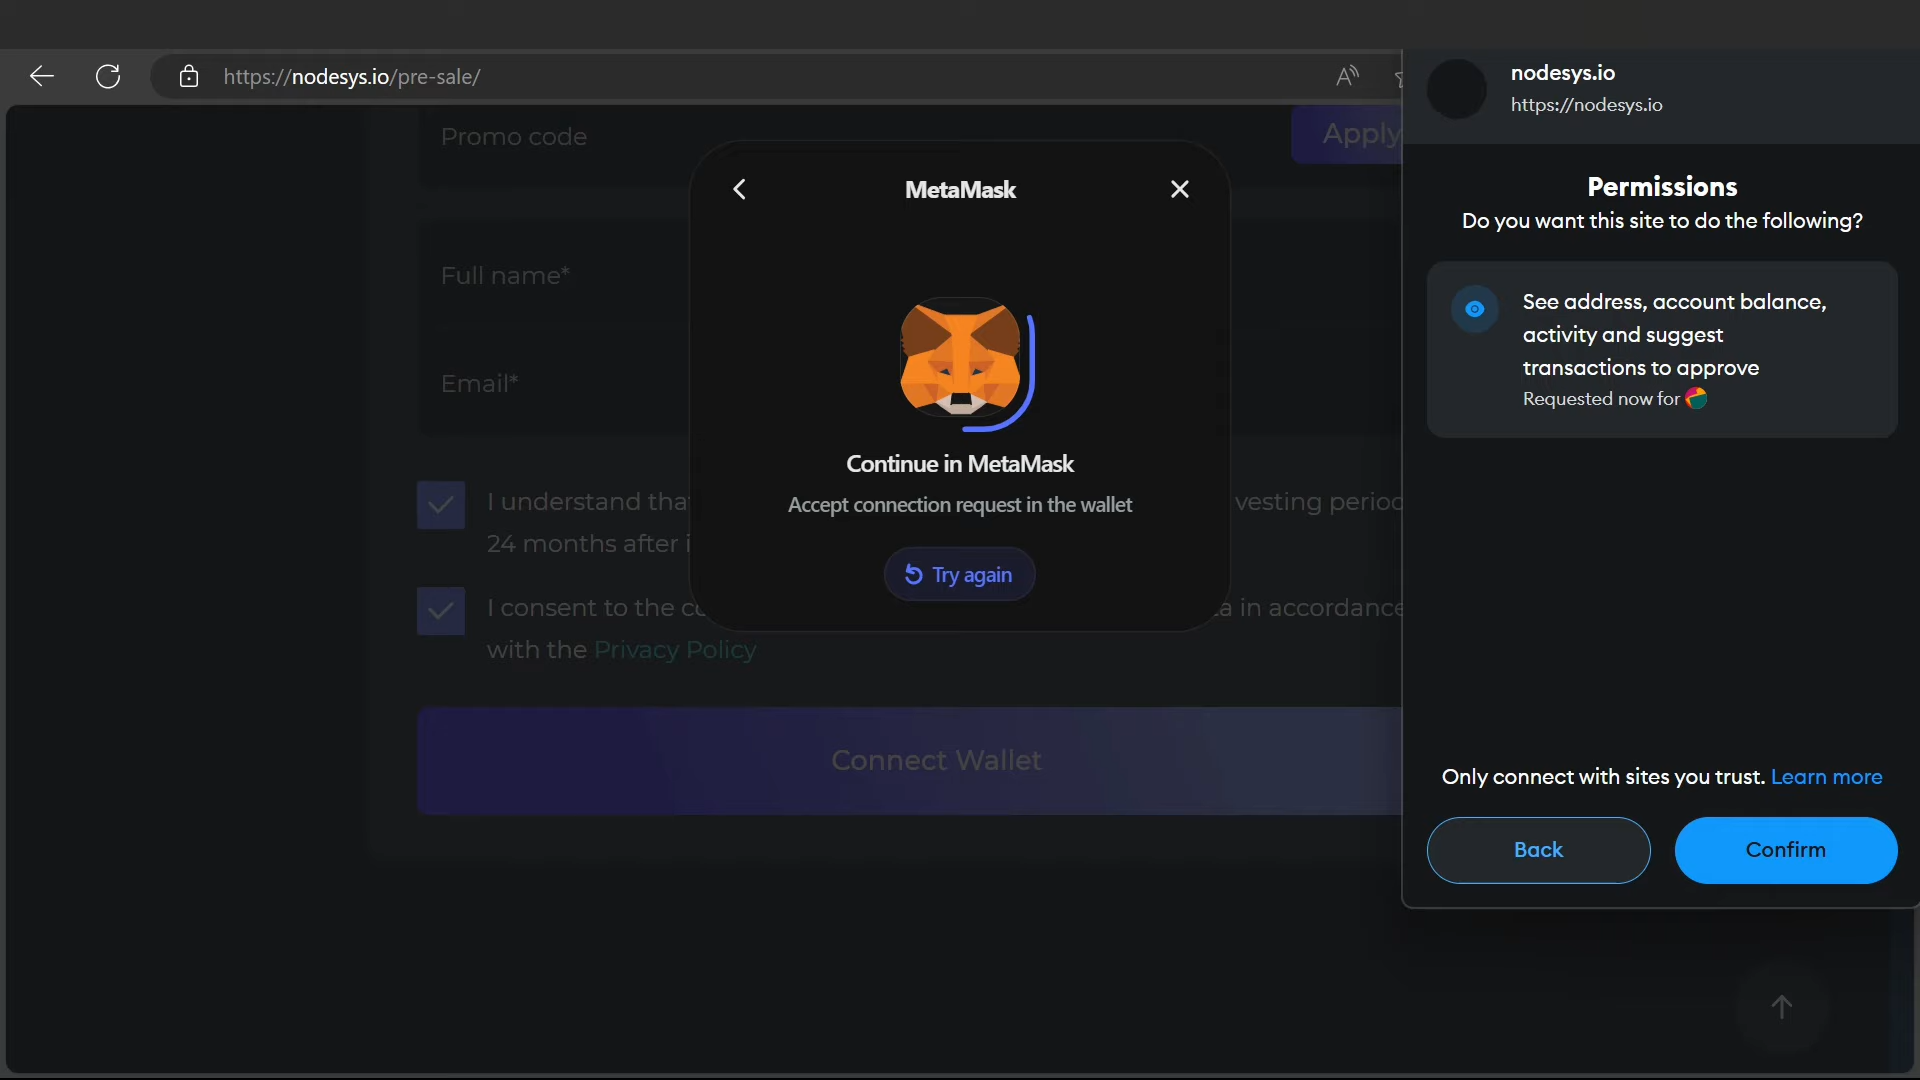 https://nodesys.io/pre-sale/
Promo code
Apply
Full name*
Email*
I understand tha
vesting perio
24 months after i
I consent to the c
a in accordance
with the Privacy Policy
Connect Wallet
MetaMask
Continue in MetaMask
Accept connection request in the wallet
Try again
nodesys.io
https://nodesys.io
Permissions
Do you want this site to do the following?
See address, account balance,
activity and suggest
transactions to approve
Requested now for
Only connect with sites you trust. Learn more
Back
Confirm